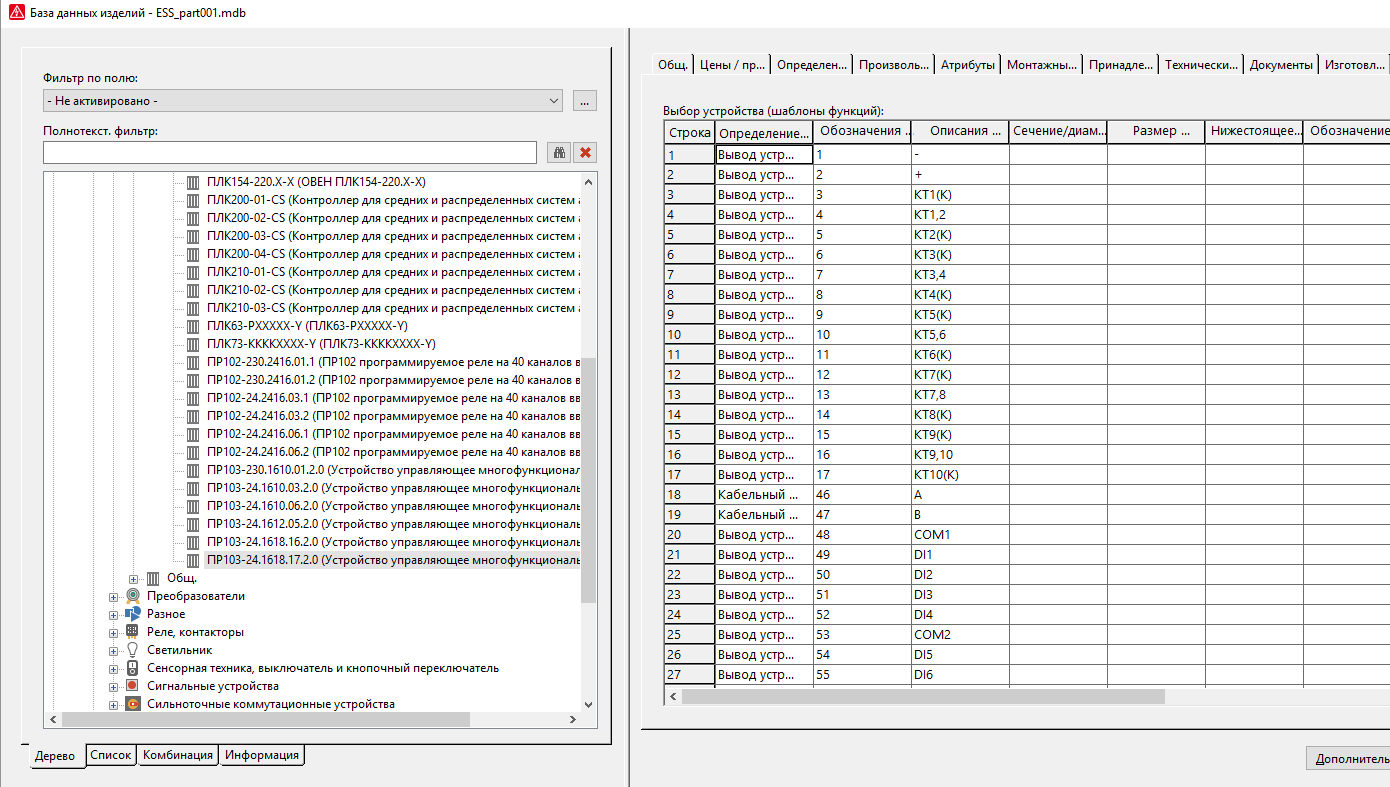 База данных изделий - ESS_part001.mdb
Фильтр по полю:
- Не активировано -
...
Полнотекст. фильтр:
ПЛК154-220.X-X (ОВЕН ПЛК154-220.X-X)
ПЛК200-01-CS (Контроллер для средних и распределенных систем а
ПЛК200-02-CS (Контроллер для средних и распределенных систем а
ПЛК200-03-CS (Контроллер для средних и распределенных систем а
ПЛК200-04-CS (Контроллер для средних и распределенных систем а
ПЛК210-01-CS (Контроллер для средних и распределенных систем а
ПЛК210-02-CS (Контроллер для средних и распределенных систем а
ПЛК210-03-CS (Контроллер для средних и распределенных систем а
ПЛК63-PXXXXX-Y (ПЛК63-PXXXXX-Y)
ПЛК73-KKKKXXXX-Y (ПЛК73-KKKKXXXX-Y)
ПР102-230.2416.01.1 (ПР102 программируемое реле на 40 каналов вв
ПР102-230.2416.01.2 (ПР102 программируемое реле на 40 каналов вв
ПР102-24.2416.03.1 (ПР102 программируемое реле на 40 каналов вв
ПР102-24.2416.03.2 (ПР102 программируемое реле на 40 каналов вв
ПР102-24.2416.06.1 (ПР102 программируемое реле на 40 каналов вв
ПР102-24.2416.06.2 (ПР102 программируемое реле на 40 каналов вв
ПР103-230.1610.01.2.0 (Устройство управляющее многофункционал
ПР103-24.1610.03.2.0 (Устройство управляющее многофункциональ
ПР103-24.1610.06.2.0 (Устройство управляющее многофункциональ
ПР103-24.1612.05.2.0 (Устройство управляющее многофункциональ
ПР103-24.1618.16.2.0 (Устройство управляющее многофункциональ
ПР103-24.1618.17.2.0 (Устройство управляющее многофункциональ
Общ.
Преобразователи
Разное
Реле, контакторы
Светильник
Сенсорная техника, выключатель и кнопочный переключатель
Сигнальные устройства
Сильноточные коммутационные устройства
Дерево Список Комбинация Информация
Общ. Цены / пр... Определен... Произволь... Атрибуты Монтажны... Принадле... Технически... Документы Изготовл...
Выбор устройства (шаблоны функций):
Строка Определение... Обозначения ... Описания ... Сечение/диам... Размер ... Нижестоящее... Обозначение
1 Вывод устр... 1 -
2 Вывод устр... 2 +
3 Вывод устр... 3 КТ1(К)
4 Вывод устр... 4 КТ1,2
5 Вывод устр... 5 КТ2(К)
6 Вывод устр... 6 КТ3(К)
7 Вывод устр... 7 КТ3,4
8 Вывод устр... 8 КТ4(К)
9 Вывод устр... 9 КТ5(К)
10 Вывод устр... 10 КТ5,6
11 Вывод устр... 11 КТ6(К)
12 Вывод устр... 12 КТ7(К)
13 Вывод устр... 13 КТ7,8
14 Вывод устр... 14 КТ8(К)
15 Вывод устр... 15 КТ9(К)
16 Вывод устр... 16 КТ9,10
17 Вывод устр... 17 КТ10(К)
18 Кабельный ... 46 A
19 Кабельный ... 47 B
20 Вывод устр... 48 COM1
21 Вывод устр... 49 DI1
22 Вывод устр... 50 DI2
23 Вывод устр... 51 DI3
24 Вывод устр... 52 DI4
25 Вывод устр... 53 COM2
26 Вывод устр... 54 DI5
27 Вывод устр... 55 DI6
Дополнитель